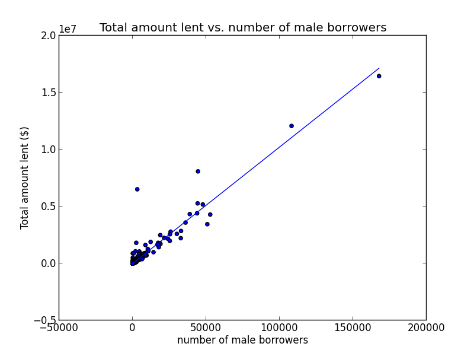 Total amount lent vs. number of male borrowers
1e7
2.0
1.5
1.0
0.5
0.0
−0.5
−50000 0 50000 100000 150000 200000
number of male borrowers
Total amount lent ($)